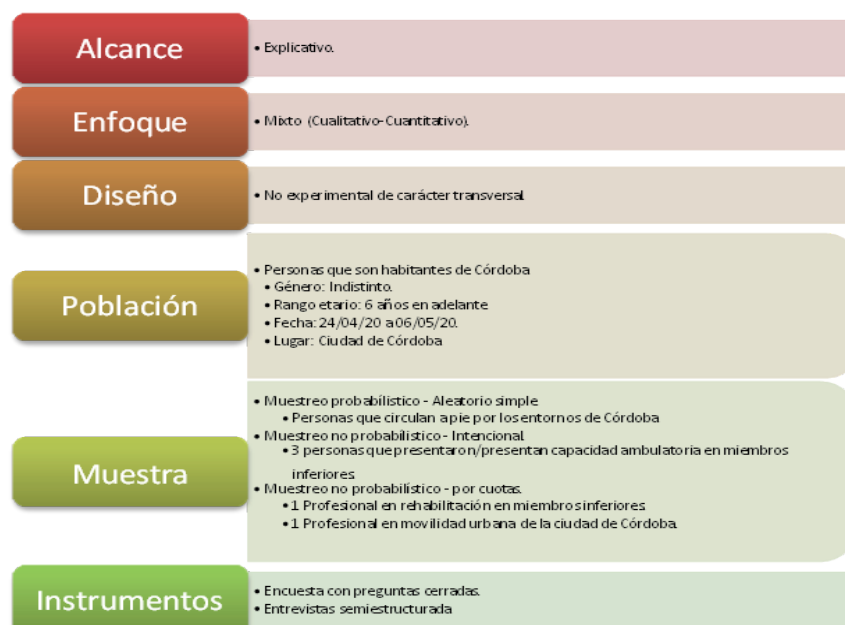 Alcance
• Explicativo.
Enfoque
• Mixto (Cualitativo-Cuantitativo).
Diseño
• No experimental de carácter transversal
Población
• Personas que son habitantes de Córdoba
• Género: Indistinto.
• Rango etario: 6 años en adelante
• Fecha: 24/04/20 a 06/05/20.
• Lugar: Ciudad de Córdoba
Muestra
• Muestreo probabílistico - Aleatorio simple
• Personas que circulan a pie por los entornos de Córdoba
• Muestreo no probabilistico - Intencional.
• 3 personas que presentaron/presentan capacidad ambulatoria en miembros
inferiores.
• Muestreo no probabilístico - por cuotas.
• 1 Profesional en rehabilitación en miembros inferiores.
• 1 Profesional en movilidad urbana de la ciudad de Córdoba.
Instrumentos
• Encuesta con preguntas cerradas.
• Entrevistas semiestructurada